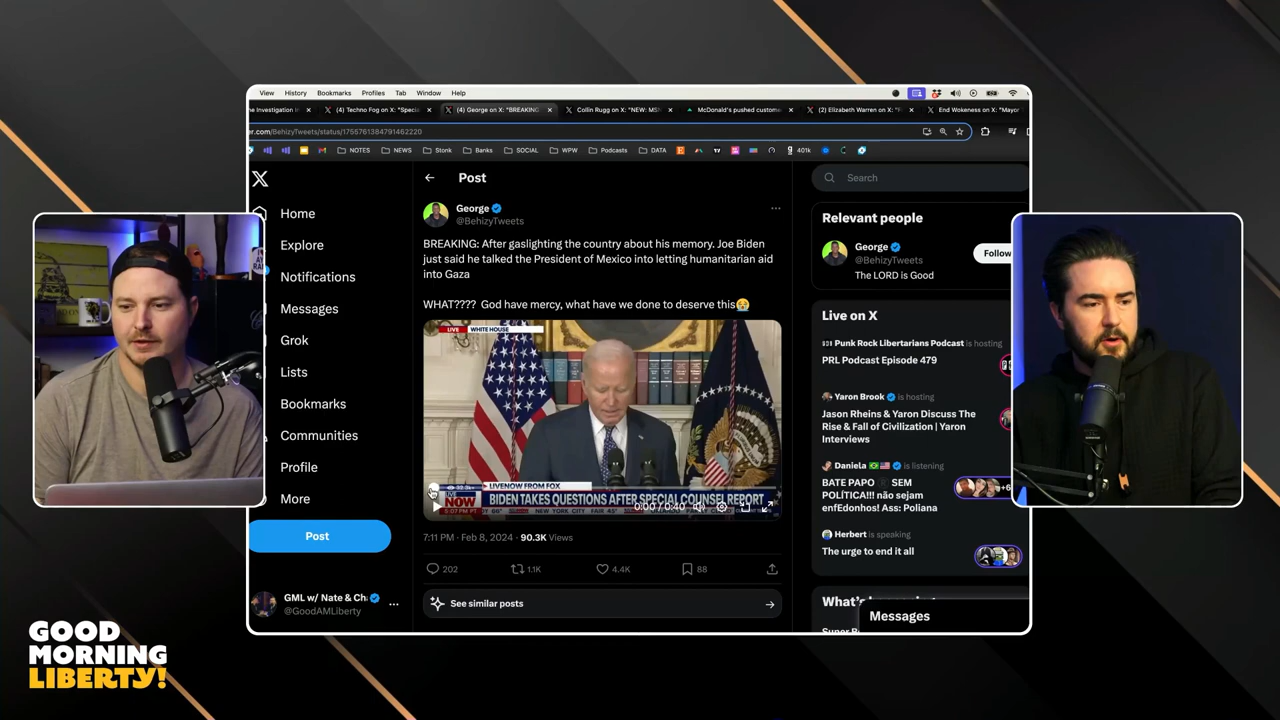 View History Bookmarks Profiles Tab Window Help
(4) Techno Fog on X: "Speci
(4) George on X: "BREAKING:
Collin Rugg on X: "NEW: MS
McDonald's pushed custome
(2) Elizabeth Warren on X: "F
End Wokeness on X: "Mayor
er.com/BehizyTweets/status/1755761384791462220
NOTES NEWS Stonk Banks SOCIAL WPW Podcasts DATA 401k
Home
Explore
Notifications
Messages
Grok
Lists
Bookmarks
Communities
Profile
More
Post
GML w/ Nate & Ch
@GoodAMLiberty
Post
George
@BehizyTweets
BREAKING: After gaslighting the country about his memory. Joe Biden
just said he talked the President of Mexico into letting humanitarian aid
into Gaza
WHAT???? God have mercy, what have we done to deserve this
LIVE WHITE HOUSE
LIVENOW FROM FOX
LIVE
NOW
BIDEN TAKES QUESTIONS AFTER SPECIAL COUNSEL REPORT
5:07 PM
NEW YORK CITY FAIR 45°
0:00 / 0:40
7:11 PM · Feb 8, 2024 · 90.3K Views
202 1.1K 4.4K 88
See similar posts
Search
Relevant people
George
@BehizyTweets
Follow
The LORD is Good
Live on X
Punk Rock Libertarians Podcast is hosting
PRL Podcast Episode 479
Yaron Brook is hosting
Jason Rheins & Yaron Discuss The
Rise & Fall of Civilization | Yaron
Interviews
Daniela is listening
BATE PAPO SEM
POLÍTICA!!! não sejam
enfEdonhos! Ass: Poliana
+6
Herbert is speaking
The urge to end it all
What's
Messages
GOOD
MORNING
LIBERTY!